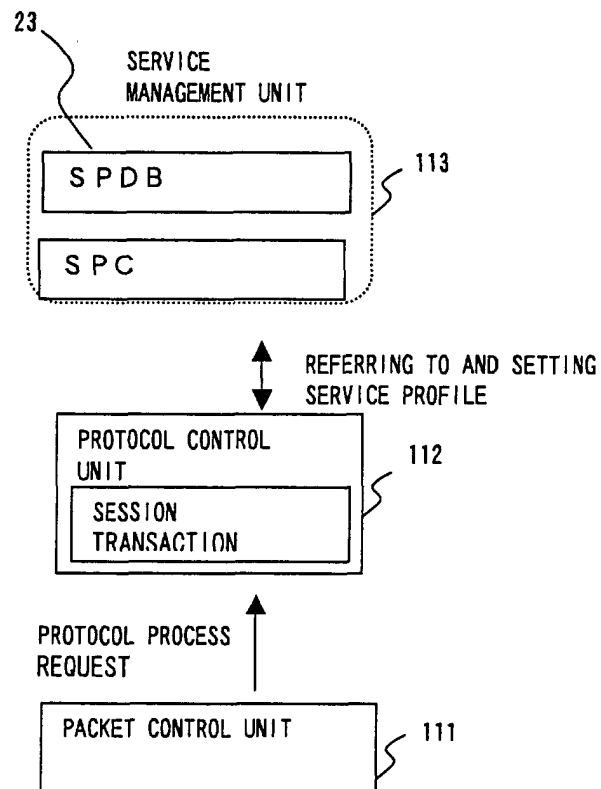 23
SERVICE
MANAGEMENT UNIT
SPDB
113
SPC
REFERRING TO AND SETTING
SERVICE PROFILE
PROTOCOL CONTROL
UNIT
112
SESSION
TRANSACTION
PROTOCOL PROCESS
REQUEST
PACKET CONTROL UNIT
111